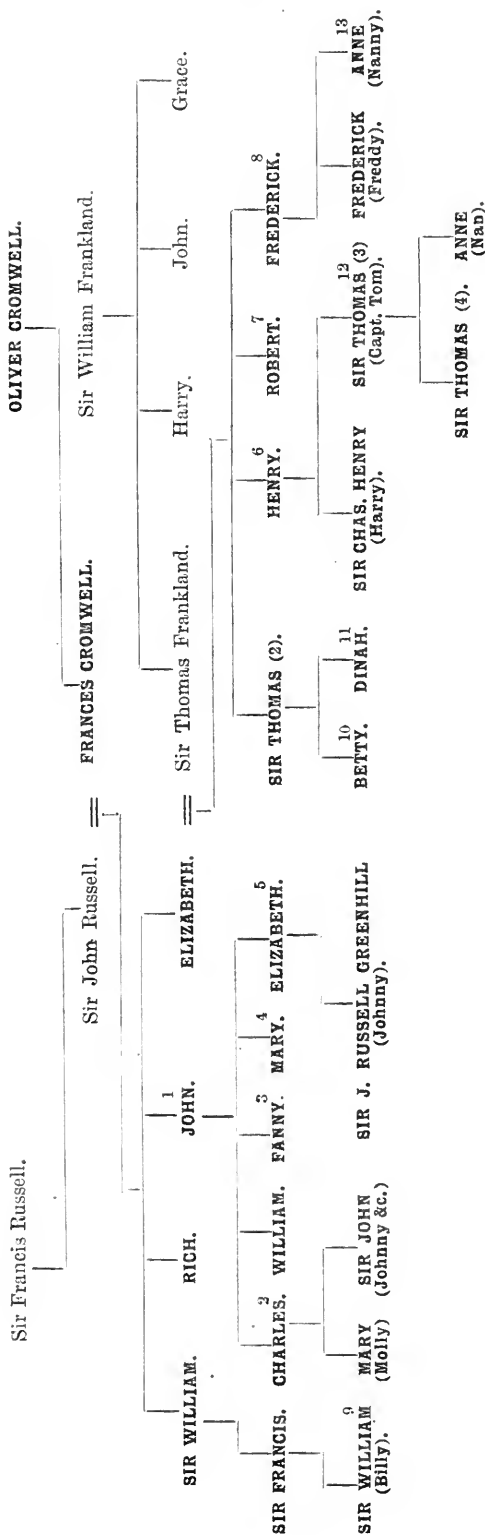 OLIVER CROMWELL.
Sir Francis Russell.
Sir John Russell. = FRANCES CROMWELL. Sir William Frankland.
SIR WILLIAM. RICH. 1 JOHN. ELIZABETH. = Sir Thomas Frankland. Harry. John. Grace.
SIR FRANCIS. 2 CHARLES. WILLIAM. 3 FANNY. 4 MARY. 5 ELIZABETH. SIR THOMAS (2). 6 HENRY. 7 ROBERT. 8 FREDERICK.
9 SIR WILLIAM (Billy). MARY (Molly) SIR JOHN (Johnny &c.) SIR J. RUSSELL GREENHILL (Johnny). 10 BETTY. 11 DINAH. SIR CHAS. HENRY (Harry). 12 SIR THOMAS (3) (Capt. Tom). FREDERICK (Freddy). 13 ANNE (Nanny).
SIR THOMAS (4). ANNE (Nan).